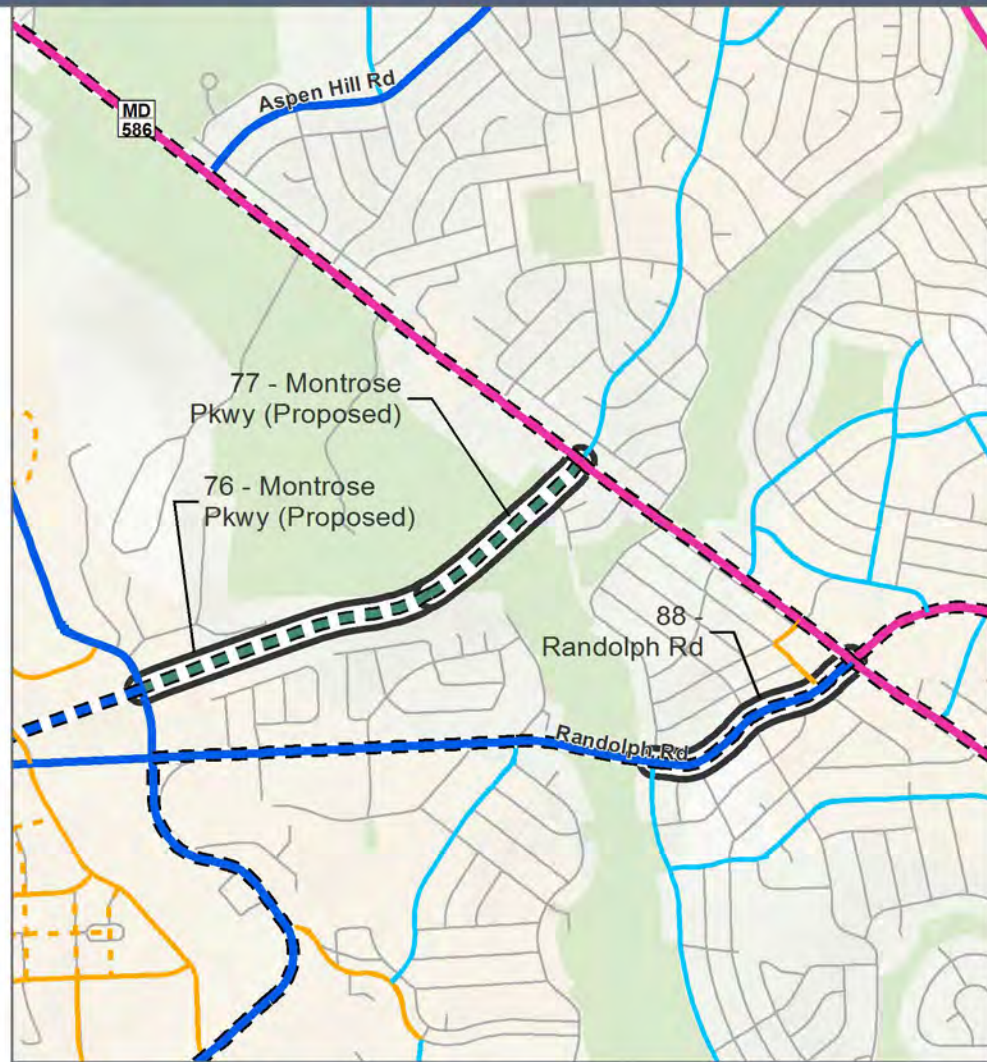 Aspen Hill Rd
MD
586
77 - Montrose
Pkwy (Proposed)
76 - Montrose
Pkwy (Proposed)
88 -
Randolph Rd
Randolph Rd